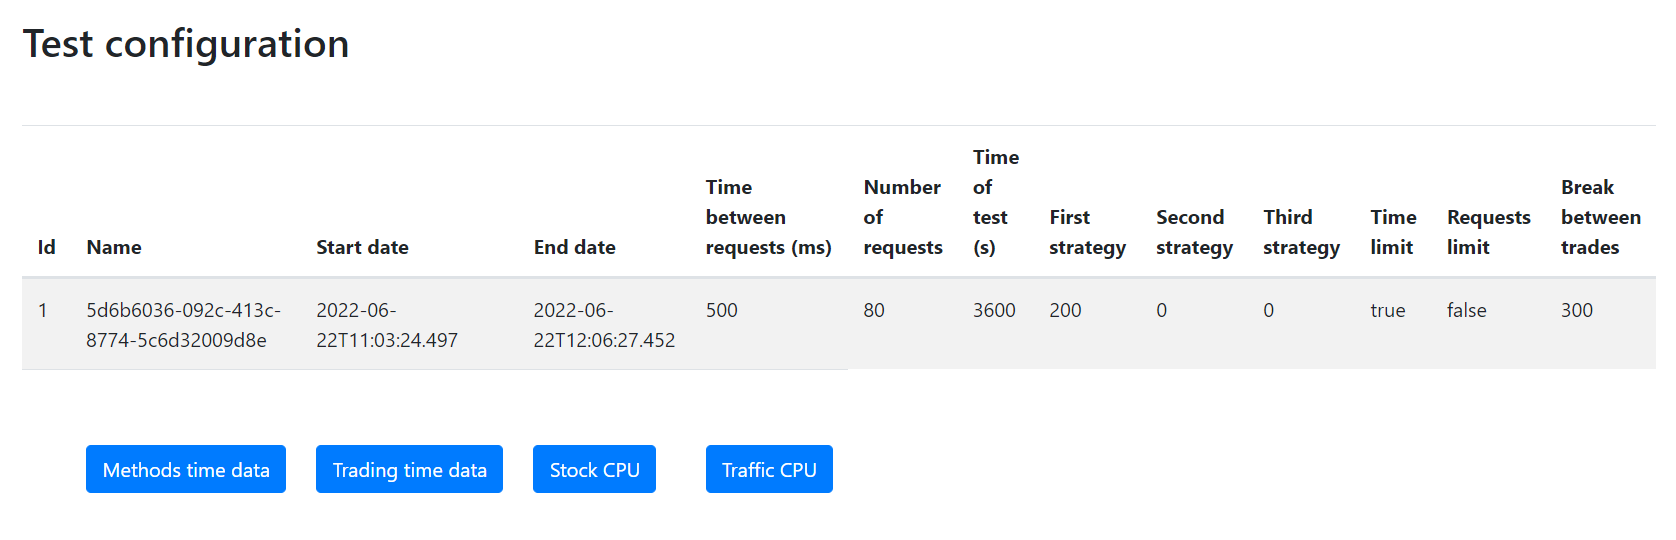 Test configuration
Id
Name
Start date
End date
Time
between
requests (ms)
Number
of
requests
Time
of
test
(s)
First
strategy
Second
strategy
Third
strategy
Time
limit
Requests
limit
Break
between
trades
1
5d6b6036-092c-413c-
8774-5c6d32009d8e
2022-06-
22T11:03:24.497
2022-06-
22T12:06:27.452
500
80
3600
200
0
0
true
false
300
Methods time data
Trading time data
Stock CPU
Traffic CPU